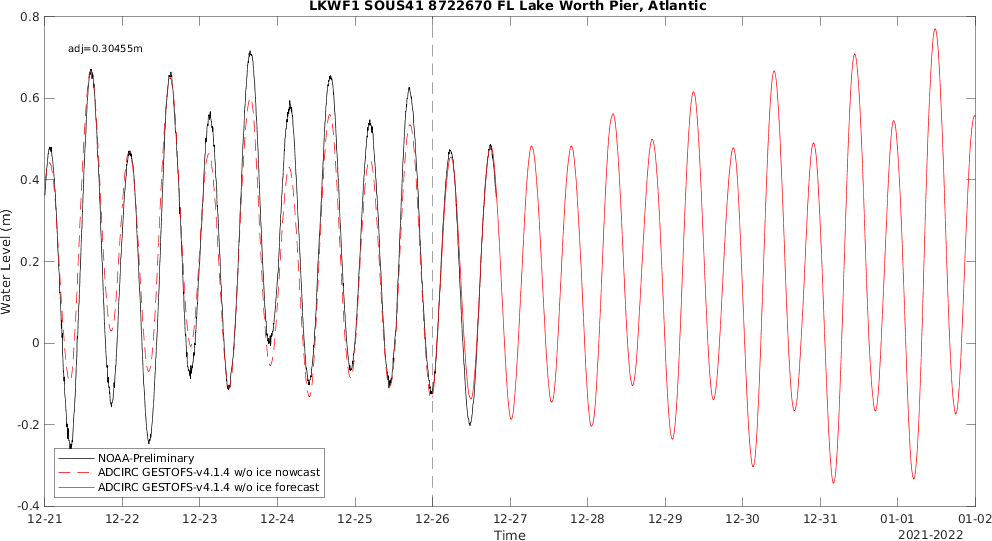 LKWF1 SOUS41 8722670 FL Lake Worth Pier, Atlantic
adj=0.30455m
0.8
0.6
0.4
0.2
0
-0.2
-0.4
Water Level (m)
NOAA-Preliminary
ADCIRC GESTOFS-v4.1.4 w/o ice nowcast
ADCIRC GESTOFS-v4.1.4 w/o ice forecast
12-21 12-22 12-23 12-24 12-25 12-26 12-27 12-28 12-29 12-30 12-31 01-01 01-02
Time
2021-2022